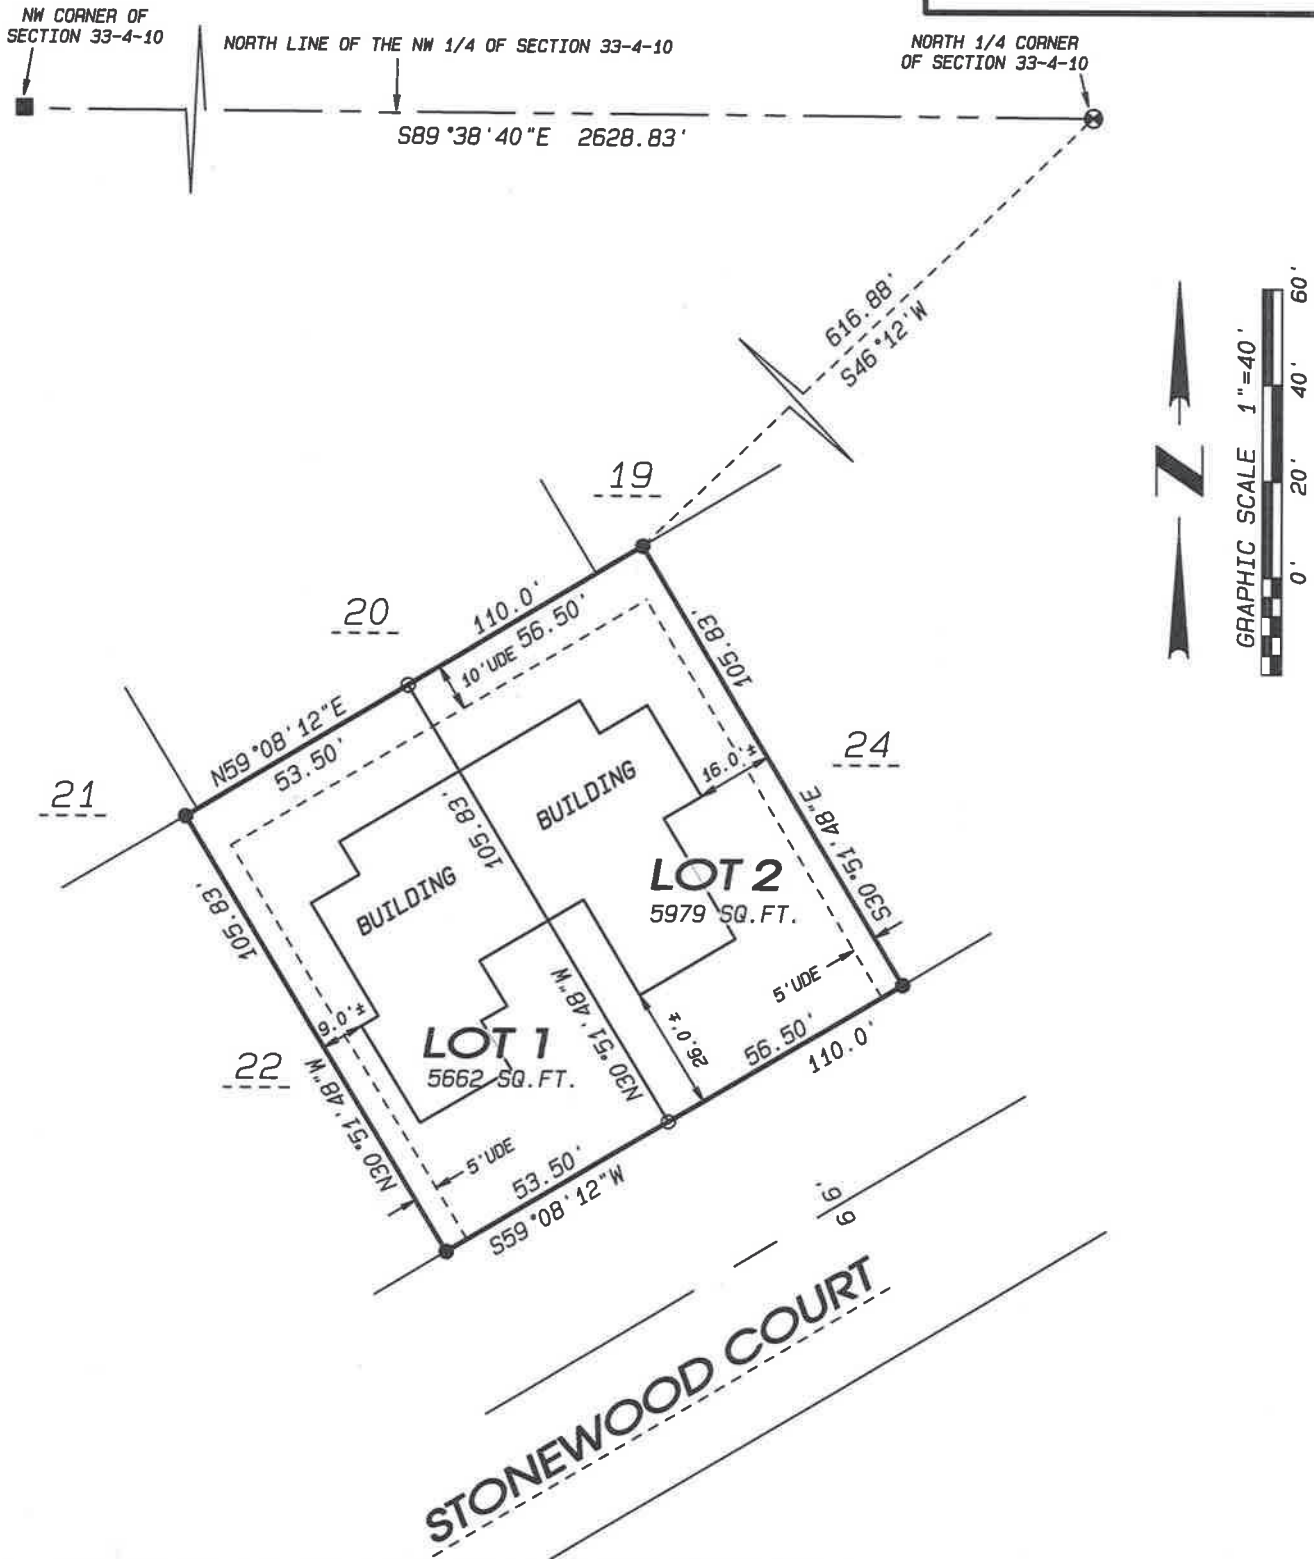 NW CORNER OF
SECTION 33-4-10
NORTH LINE OF THE NW 1/4 OF SECTION 33-4-10
NORTH 1/4 CORNER
OF SECTION 33-4-10
S89°38'40"E 2628.83'
616.88'
S46°12'W
60'
40'
20'
0'
GRAPHIC SCALE 1"=40'
N
19
20
110.0'
56.50'
10'UDE
105.83'
N59°08'12"E
53.50'
21
24
16.0'±
BUILDING
105.83'
BUILDING
LOT 2
5979 SQ.FT.
S30°51'48"E
105.83'
5'UDE
N30°51'48"W
LOT 1
5662 SQ.FT.
22
26.0'±
56.50'
110.0'
N30°51'48"W
5'UDE
53.50'
S59°08'12"W
66'
STONEWOOD COURT